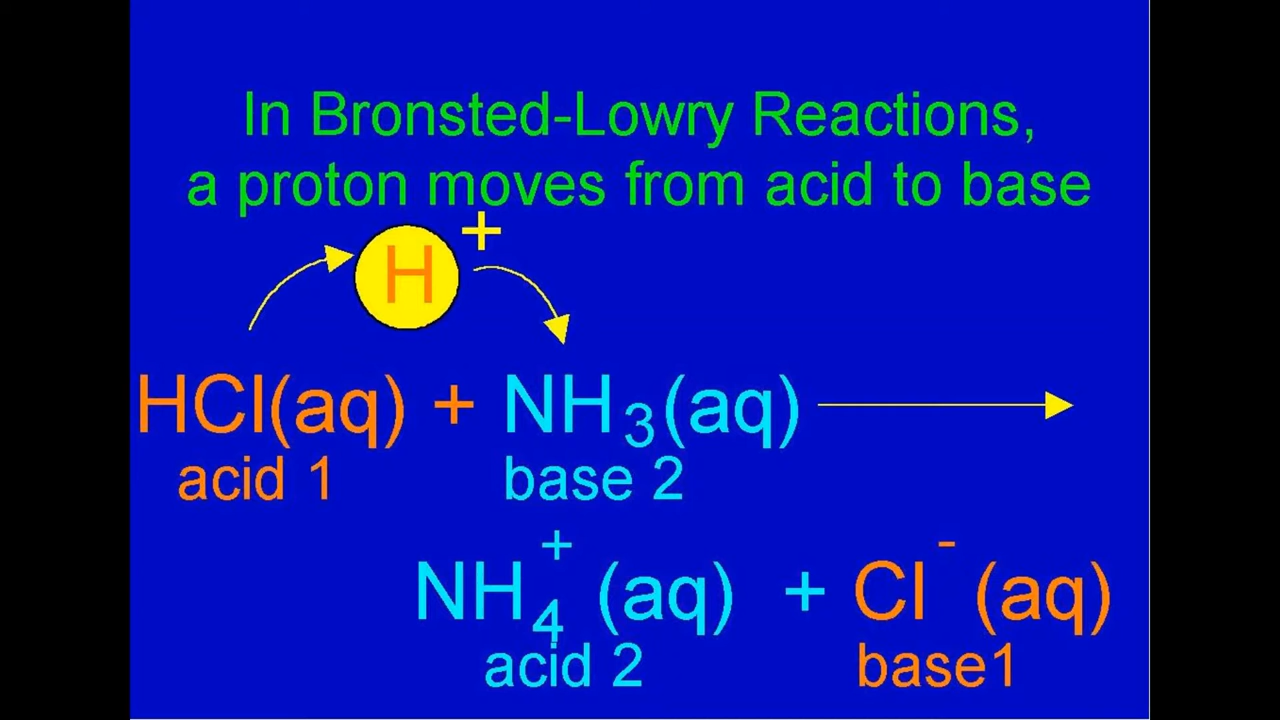 In Bronsted-Lowry Reactions,
a proton moves from acid to base
H⁺
HCl(aq) + NH₃(aq)
acid 1 base 2
NH₄⁺ (aq) + Cl⁻ (aq)
acid 2 base1